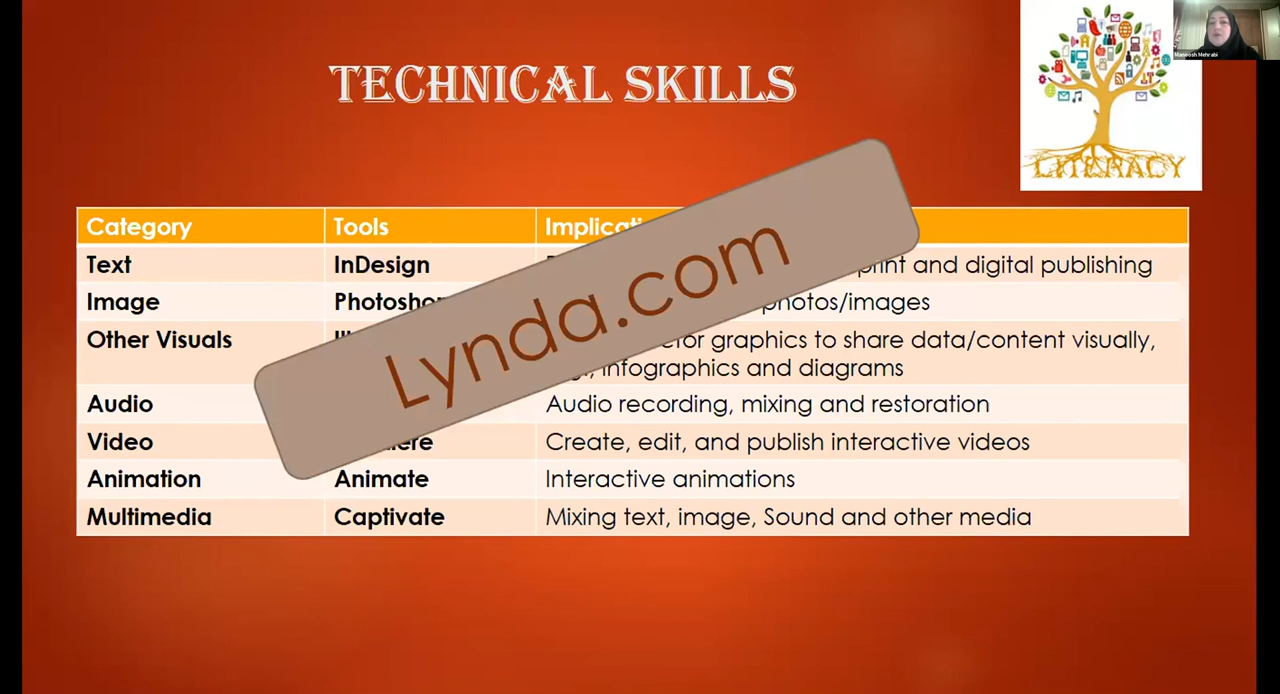 TECHNICAL SKILLS
LITERACY
Manoosh Mehrabi
Category Tools
Text InDesign print and digital publishing
Image photos/images
Other Visuals graphics to share data/content visually,
infographics and diagrams
Lynda.com
Audio Audio recording, mixing and restoration
Video Create, edit, and publish interactive videos
Animation Animate Interactive animations
Multimedia Captivate Mixing text, image, Sound and other media